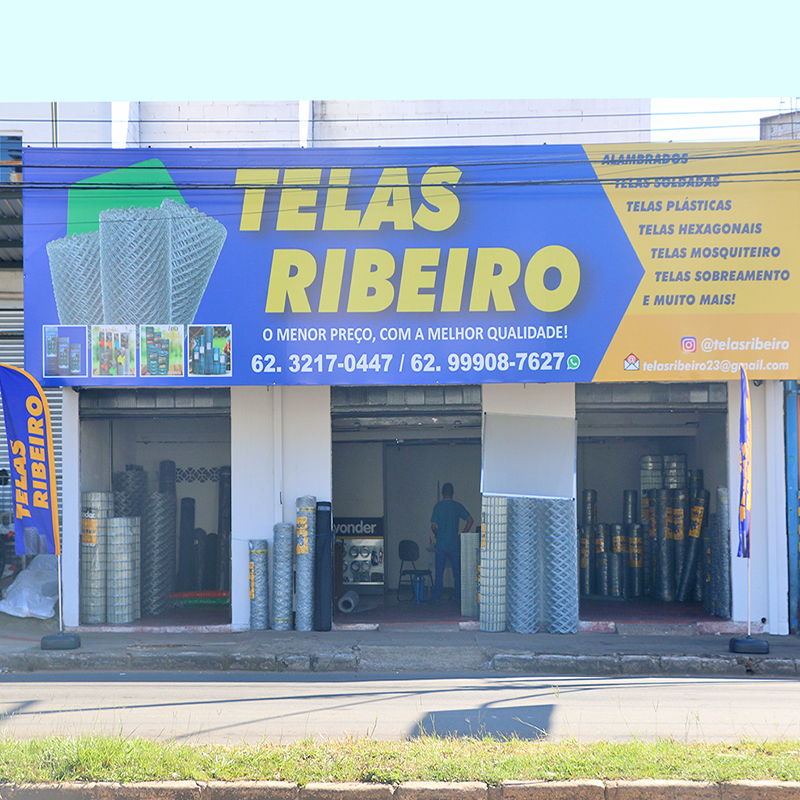 TELAS
RIBEIRO
O MENOR PREÇO, COM A MELHOR QUALIDADE!
62. 3217-0447 / 62. 99908-7627
ALAMBRADOS
TELAS SOLDADAS
TELAS PLÁSTICAS
TELAS HEXAGONAIS
TELAS MOSQUITEIRO
TELAS SOBREAMENTO
E MUITO MAIS!
@telasribeiro
telasribeiro23@gmail.com
TELAS
RIBEIRO
wonder